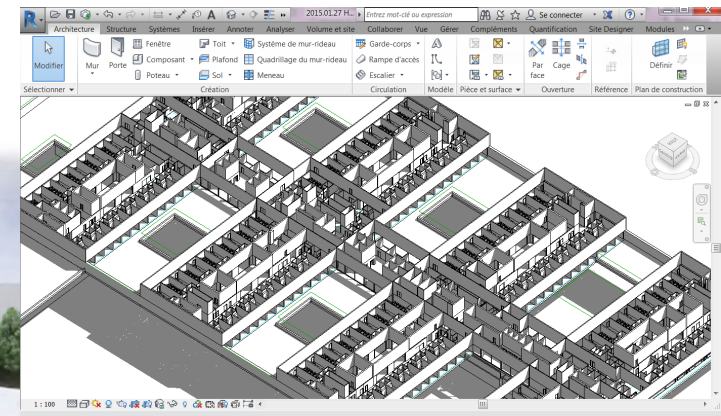 2015.01.27 H... Entrez mot-clé ou expression Se connecter
Architecture Structure Systèmes Insérer Annoter Analyser Volume et site Collaborer Vue Gérer Compléments Quantification Site Designer Modules
Modifier Mur Porte Fenêtre Toit Système de mur-rideau Garde-corps Par face Cage Définir
Composant Plafond Quadrillage du mur-rideau Rampe d'accès
Poteau Sol Meneau Escalier
Sélectionner Création Circulation Modèle Pièce et surface Ouverture Référence Plan de construction
1 : 100